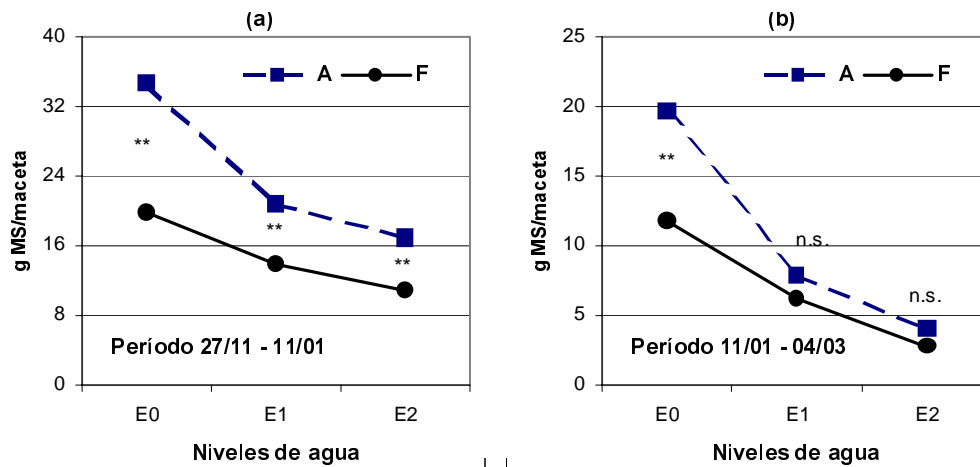 (a)
40
32
24
16
8
0
g MS/maceta
A F
**
**
**
Período 27/11 - 11/01
E0 E1 E2
Niveles de agua
(b)
25
20
15
10
5
0
g MS/maceta
A F
**
n.s.
n.s.
Período 11/01 - 04/03
E0 E1 E2
Niveles de agua